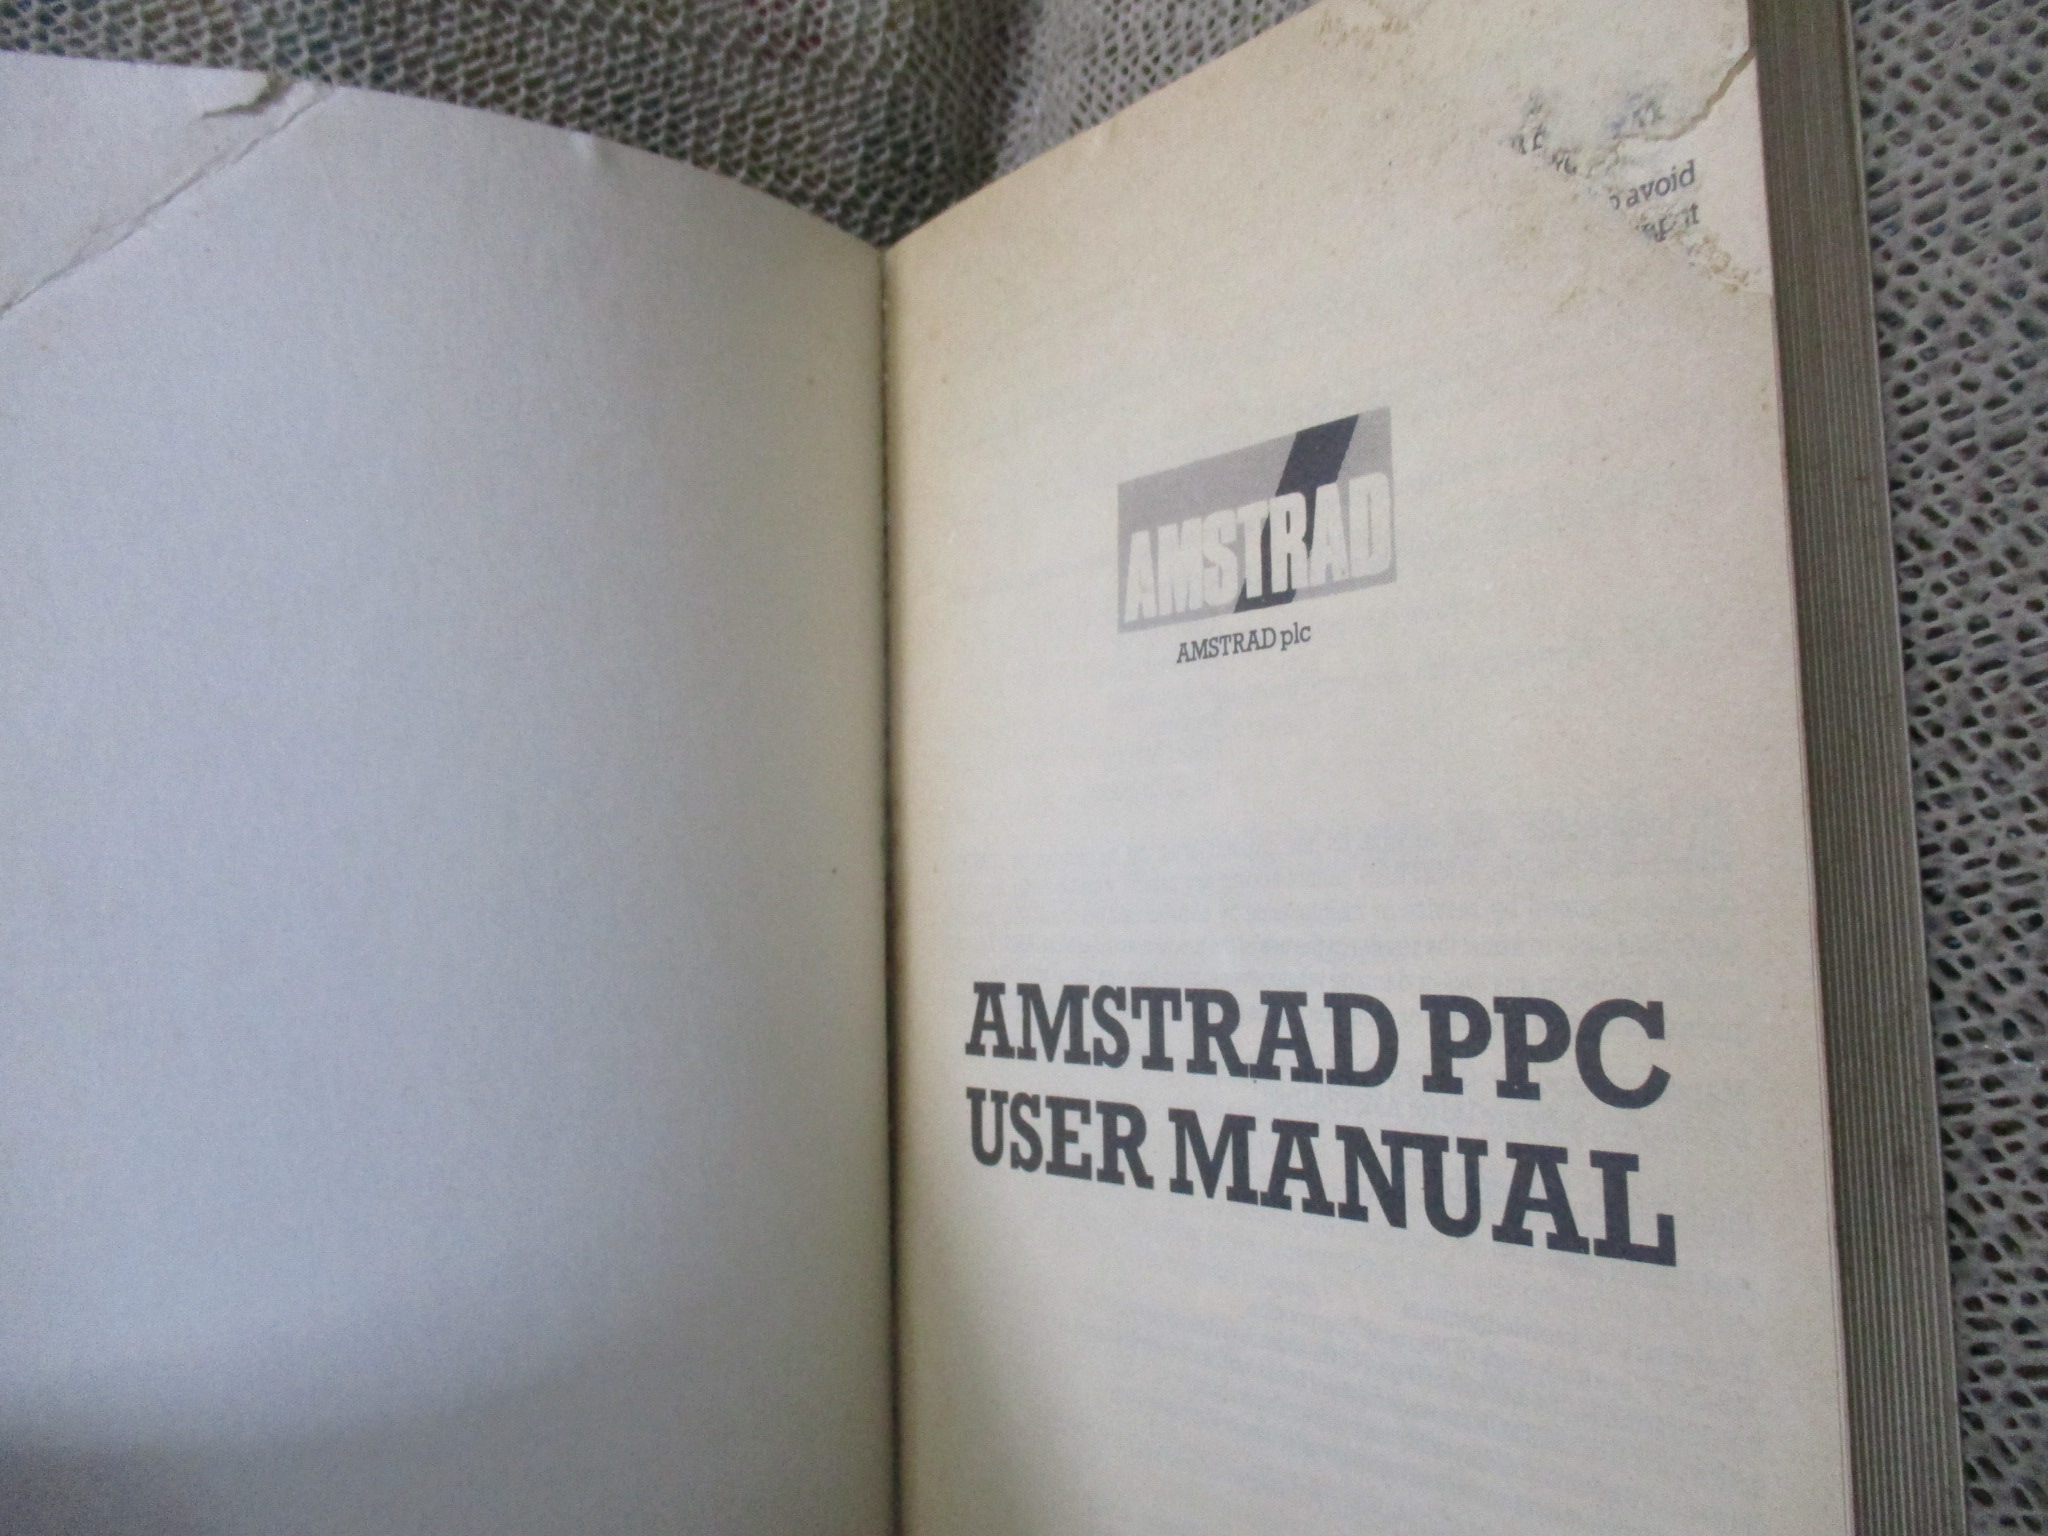 avoid
AMSTRAD
AMSTRAD plc
AMSTRAD PPC
USER MANUAL